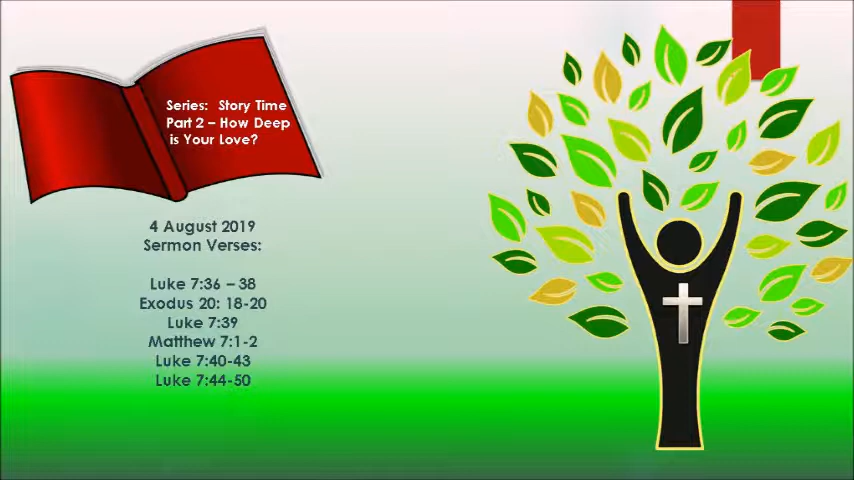 Series: Story Time
Part 2 – How Deep
is Your Love?
4 August 2019
Sermon Verses:
Luke 7:36 – 38
Exodus 20: 18-20
Luke 7:39
Matthew 7:1-2
Luke 7:40-43
Luke 7:44-50